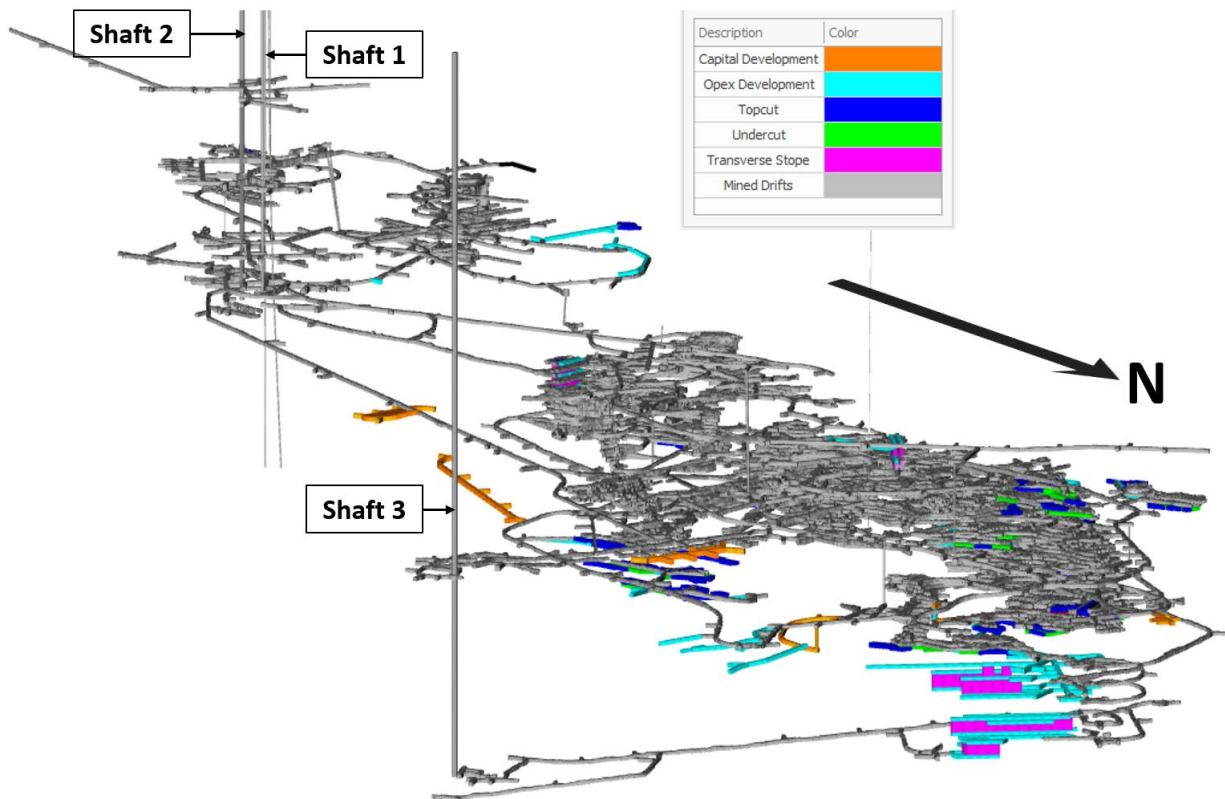 Shaft 2
Shaft 1
Description Color
Capital Development
Opex Development
Topcut
Undercut
Transverse Stope
Mined Drifts
N
Shaft 3